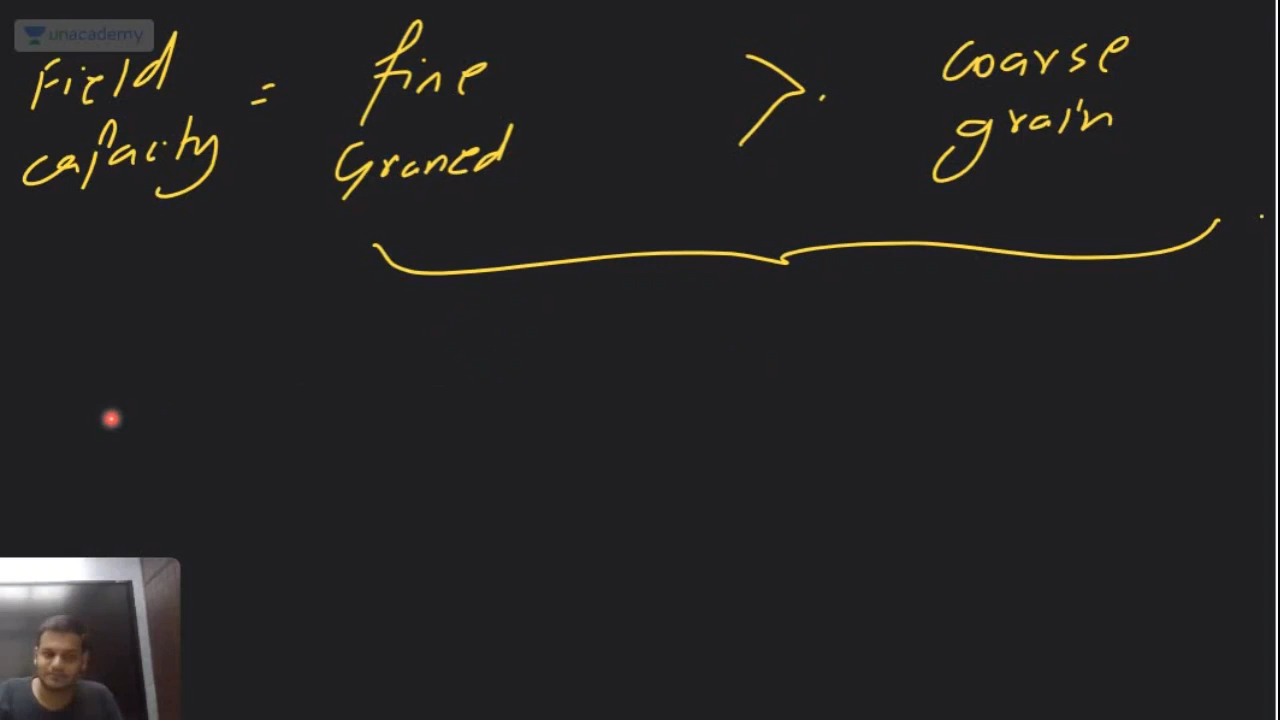 unacademy
Field
capacity = fine
Graned > coarse
grain